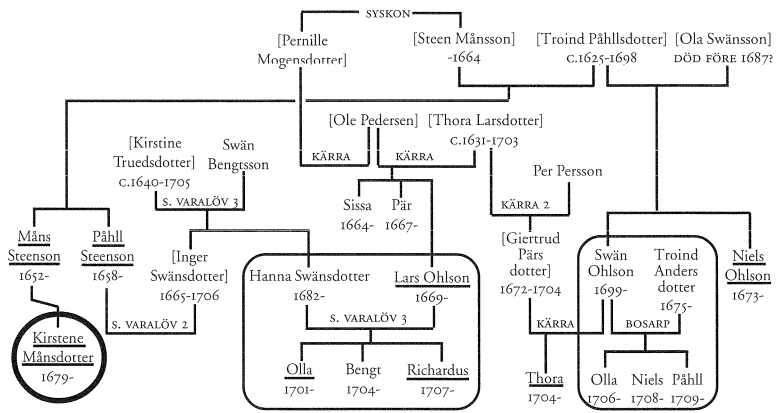 SYSKON
[Pernille
Mogensdotter]
[Steen Månsson]
-1664
[Troind Påhllsdotter]
C.1625-1698
[Ola Swänsson]
DÖD FÖRE 1687?
[Ole Pedersen]
[Thora Larsdotter]
C.1631-1703
[Kirstine
Truedsdotter]
C.1640-1705
Swän
Bengtsson
KÄRRA
KÄRRA
Per Persson
S. VARALÖV 3
Sissa
1664-
Pär
1667-
KÄRRA 2
Måns
Steenson
1652-
Påhll
Steenson
1658-
[Inger
Swänsdotter]
1665-1706
Hanna Swänsdotter
1682-
Lars Ohlson
1669-
[Giertrud
Pärs
dotter]
1672-1704
Swän
Ohlson
1699-
Troind
Anders
dotter
1675-
Niels
Ohlson
1673-
S. VARALÖV 2
S. VARALÖV 3
KÄRRA
BOSARP
Kirstene
Månsdotter
1679-
Olla
1701-
Bengt
1704-
Richardus
1707-
Thora
1704-
Olla
1706-
Niels
1708-
Påhll
1709-